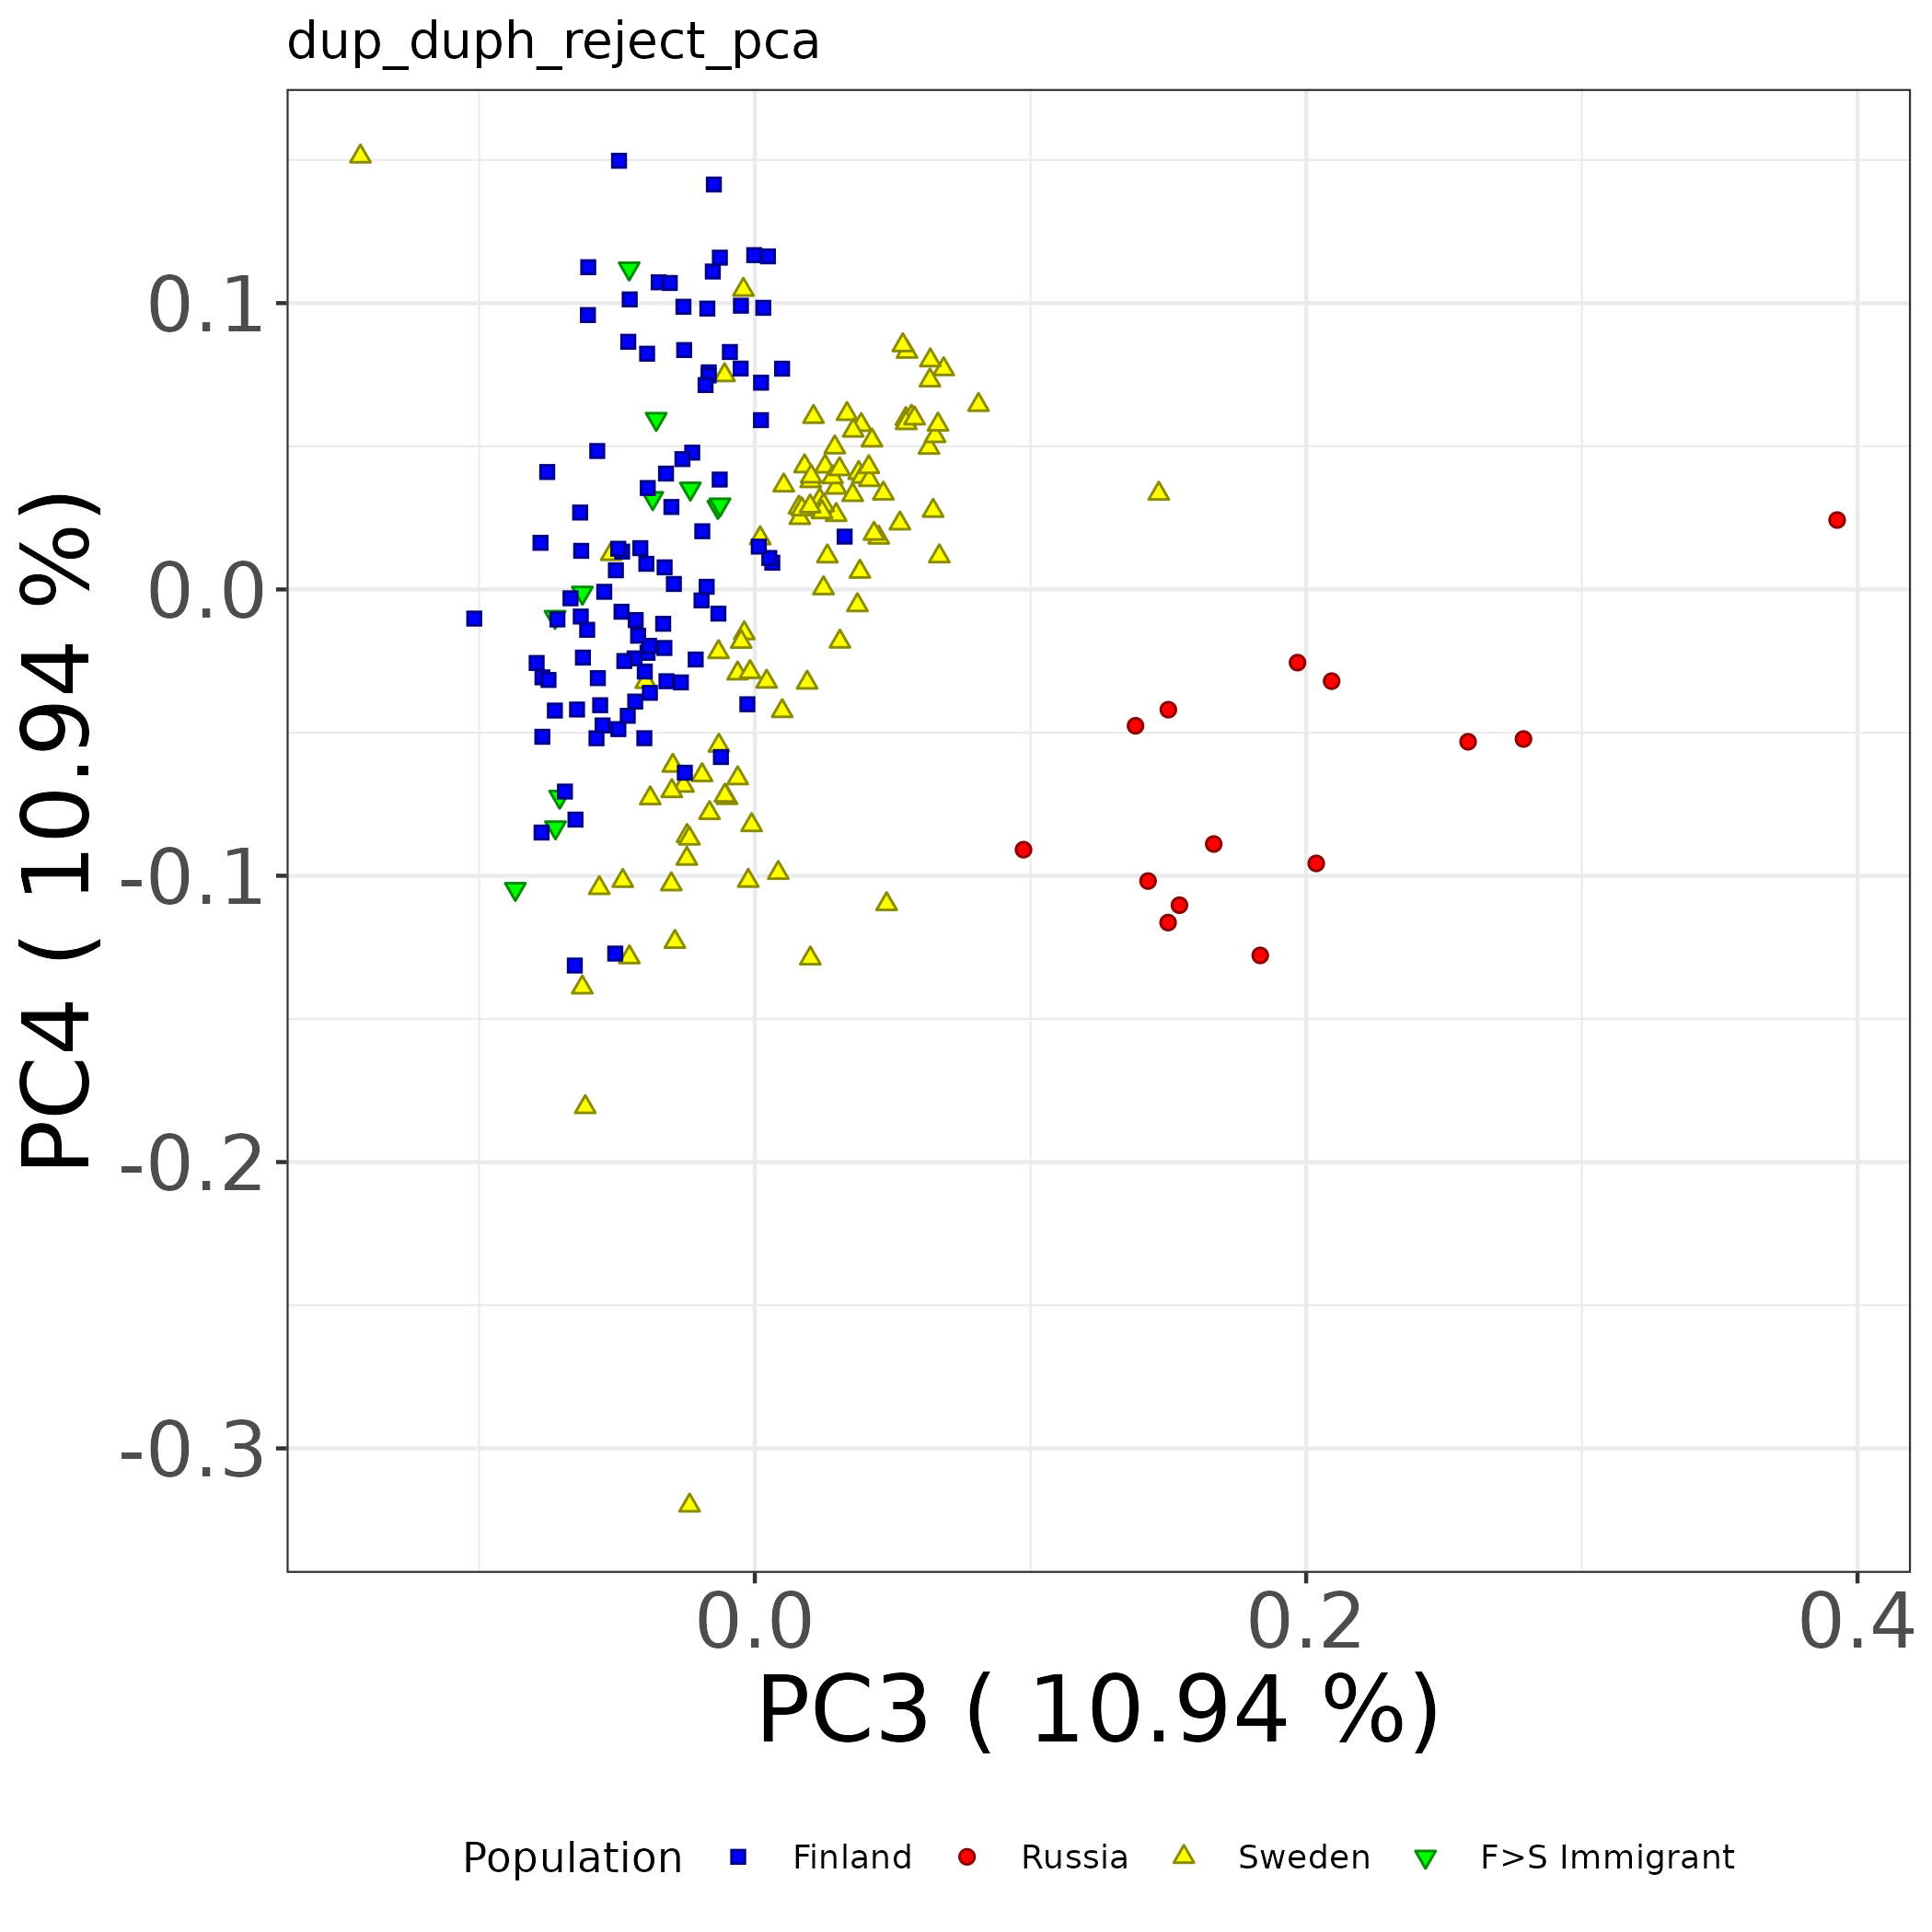 dup_duph_reject_pca
PC4 ( 10.94 %)
0.1
0.0
-0.1
-0.2
-0.3
0.0 0.2 0.4
PC3 ( 10.94 %)
Population Finland Russia Sweden F>S Immigrant